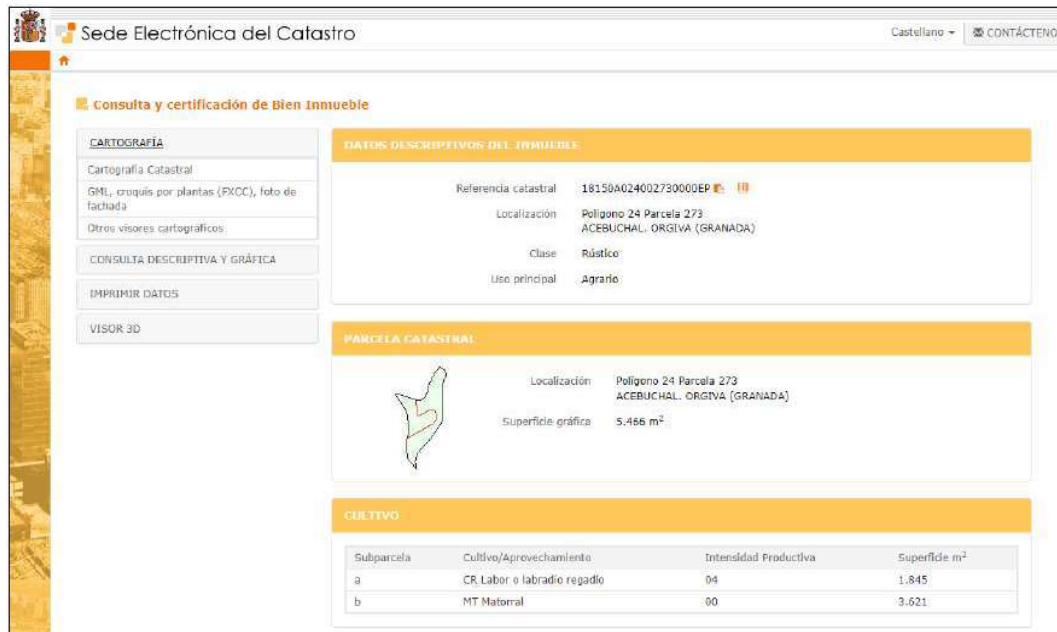 Sede Electrónica del Catastro
Castellano
CONTÁCTENO
Consulta y certificación de Bien Inmueble
CARTOGRAFÍA
Cartografía Catastral
GML, croquis por plantas (FXCC), foto de
fachada
Otros visores cartográficos
CONSULTA DESCRIPTIVA Y GRÁFICA
IMPRIMIR DATOS
VISOR 3D
DATOS DESCRIPTIVOS DEL INMUEBLE
Referencia catastral 18150A024002730000EP
Localización Polígono 24 Parcela 273
ACEBUCHAL. ORGIVA (GRANADA)
Clase Rústico
Uso principal Agrario
PARCELA CATASTRAL
Localización Polígono 24 Parcela 273
ACEBUCHAL. ORGIVA (GRANADA)
Superficie gráfica 5.466 m²
CULTIVO
Subparcela Cultivo/Aprovechamiento Intensidad Productiva Superficie m²
a CR Labor o labradío regadío 04 1.845
b MT Matorral 00 3.621